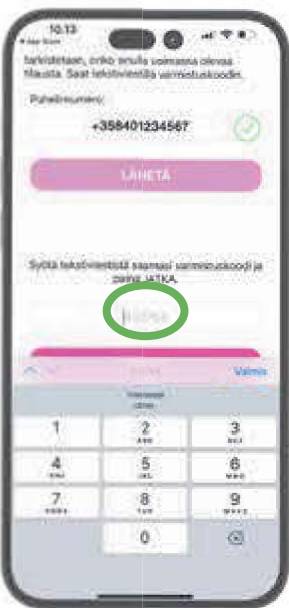 10.13
tarkistetaan, onko sinulla voimassa olevaa
tilausta. Saat tekstiviestillä varmistuskoodin.
Puhelinnumero:
+358401234567
LÄHETÄ
Syötä tekstiviestistä saamasi varmistuskoodi ja
paina JATKA.
Valmis
1
2
ABC
3
DEF
4
GHI
5
JKL
6
MNO
7
PQRS
8
TUV
9
WXYZ
0